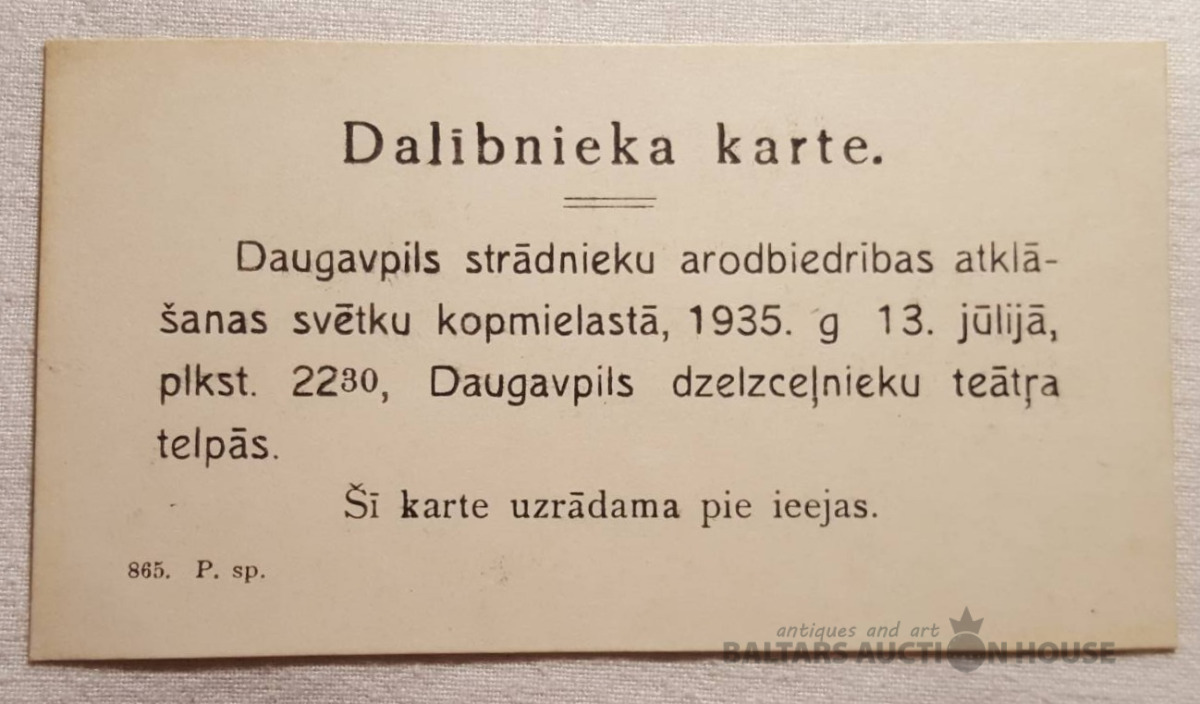 Dalībnieka karte.
Daugavpils strādnieku arodbiedrības atklā-
šanas svētku kopmielastā, 1935. g 13. jūlijā,
plkst. 2230, Daugavpils dzelzceļnieku teātŗa
telpās.
Šī karte uzrādama pie ieejas.
865. P. sp.
antiques and art
BALTARS AUCTION HOUSE